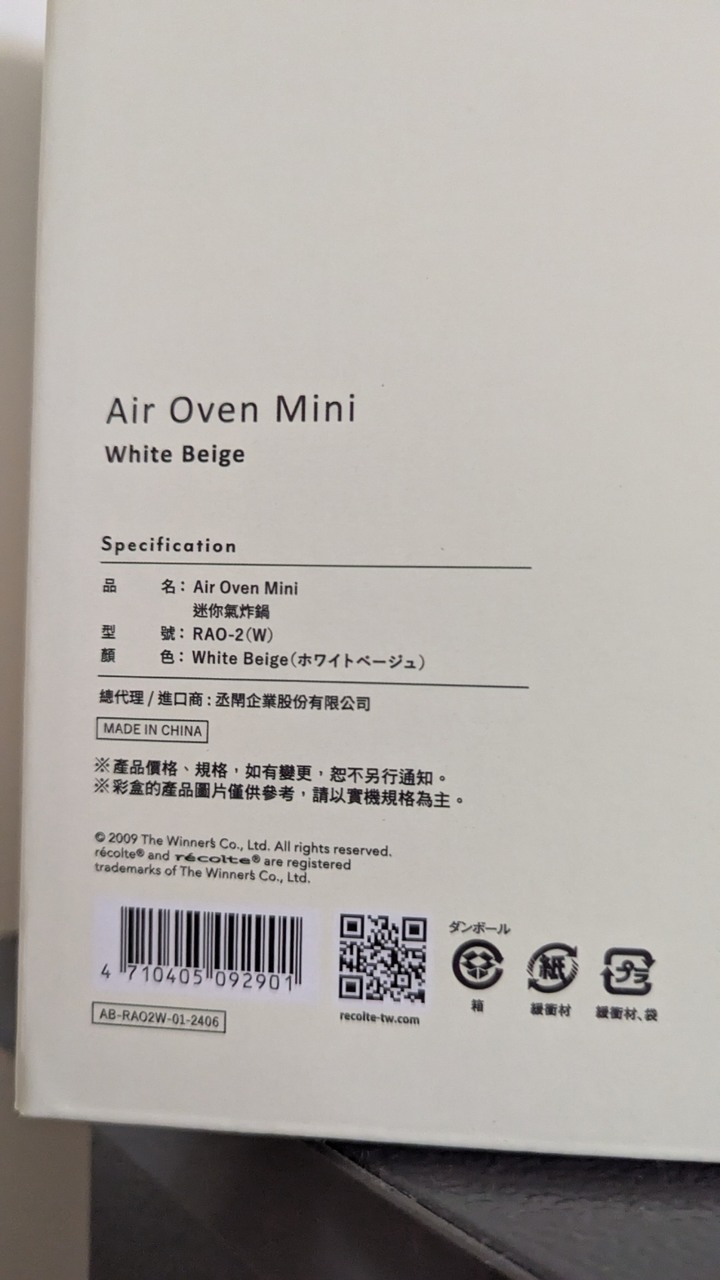 Air Oven Mini
White Beige
Specification
品 名：Air Oven Mini
迷你氣炸鍋
型 號：RAO-2(W)
顏 色：White Beige(ホワイトベージュ)
總代理 / 進口商：丞閈企業股份有限公司
MADE IN CHINA
※產品價格、規格，如有變更，恕不另行通知。
※彩盒的產品圖片僅供參考，請以實機規格為主。
© 2009 The Winner's Co., Ltd. All rights reserved.
récolte® and récolte® are registered
trademarks of The Winner's Co., Ltd.
4 710405 092901
AB-RAO2W-01-2406
recolte-tw.com
ダンボール
箱
紙
緩衝材
プラ
緩衝材、袋